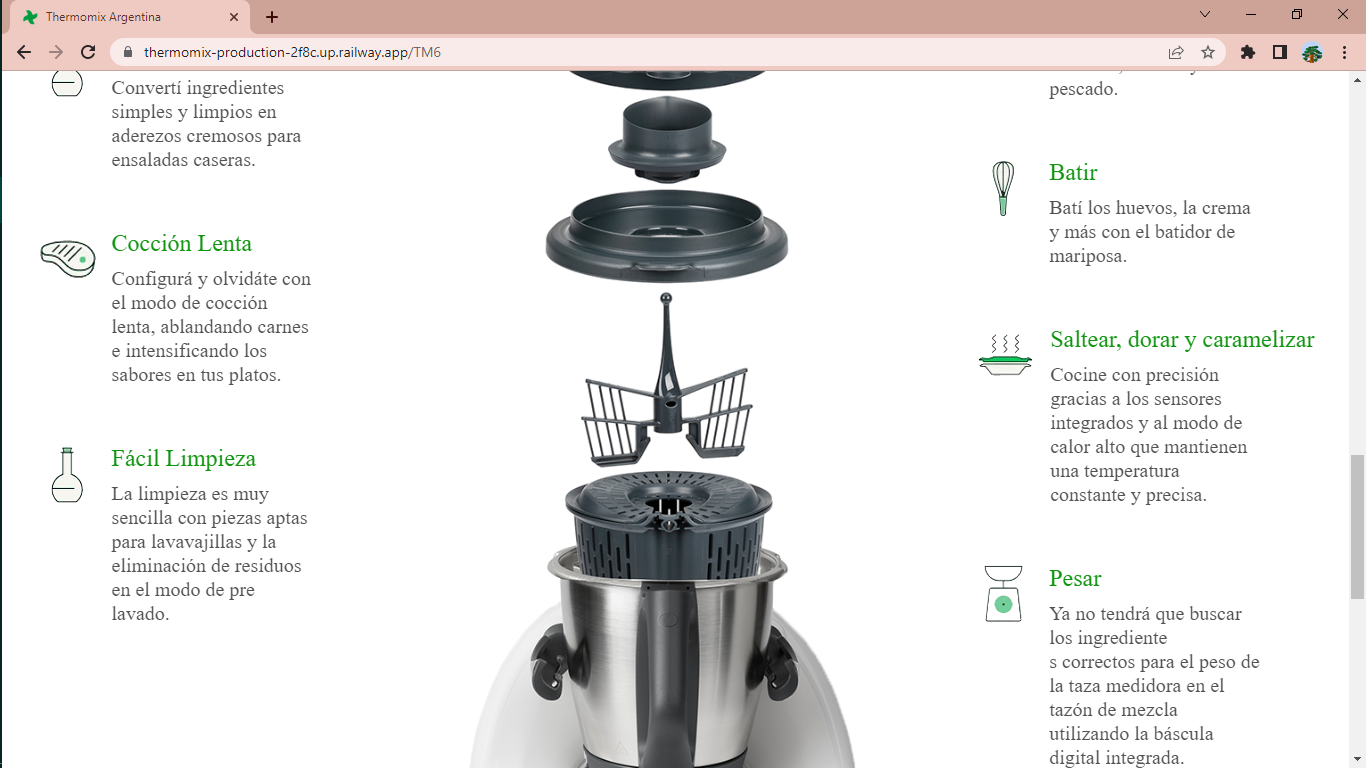 Thermomix Argentina
thermomix-production-2f8c.up.railway.app/TM6
Convertí ingredientes
simples y limpios en
aderezos cremosos para
ensaladas caseras.
Cocción Lenta
Configurá y olvidáte con
el modo de cocción
lenta, ablandando carnes
e intensificando los
sabores en tus platos.
Fácil Limpieza
La limpieza es muy
sencilla con piezas aptas
para lavavajillas y la
eliminación de residuos
en el modo de pre
lavado.
pescado.
Batir
Batí los huevos, la crema
y más con el batidor de
mariposa.
Saltear, dorar y caramelizar
Cocine con precisión
gracias a los sensores
integrados y al modo de
calor alto que mantienen
una temperatura
constante y precisa.
Pesar
Ya no tendrá que buscar
los ingrediente
s correctos para el peso de
la taza medidora en el
tazón de mezcla
utilizando la báscula
digital integrada.